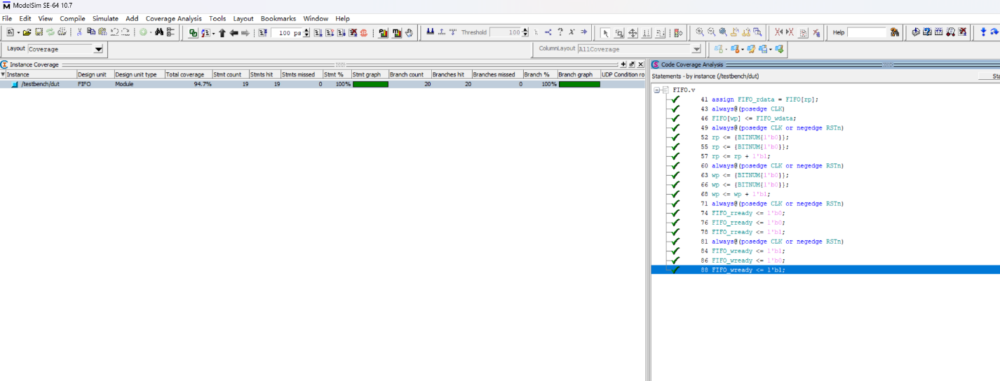 ModelSim SE-64 10.7
File Edit View Compile Simulate Add Coverage Analysis Tools Layout Bookmarks Window Help
100 ps Threshold 100 Help
Layout Coverage ColumnLayout AllCoverage
Instance Coverage
Instance Design unit Design unit type Total coverage Stmt count Stmts hit Stmts missed Stmt % Stmt graph Branch count Branches hit Branches missed Branch % Branch graph UDP Condition ro
/testbench/dut FIFO Module 94.7% 19 19 0 100% 20 20 0 100%
Code Coverage Analysis
Statements - by instance (/testbench/dut) Sta
FIFO.v
41 assign FIFO_rdata = FIFO[rp];
43 always@(posedge CLK)
46 FIFO[wp] <= FIFO_wdata;
49 always@(posedge CLK or negedge RSTn)
52 rp <= {BITNUM{1'b0}};
55 rp <= {BITNUM{1'b0}};
57 rp <= rp + 1'b1;
60 always@(posedge CLK or negedge RSTn)
63 wp <= {BITNUM{1'b0}};
66 wp <= {BITNUM{1'b0}};
68 wp <= wp + 1'b1;
71 always@(posedge CLK or negedge RSTn)
74 FIFO_rready <= 1'b0;
76 FIFO_rready <= 1'b0;
78 FIFO_rready <= 1'b1;
81 always@(posedge CLK or negedge RSTn)
84 FIFO_wready <= 1'b1;
86 FIFO_wready <= 1'b0;
88 FIFO_wready <= 1'b1;